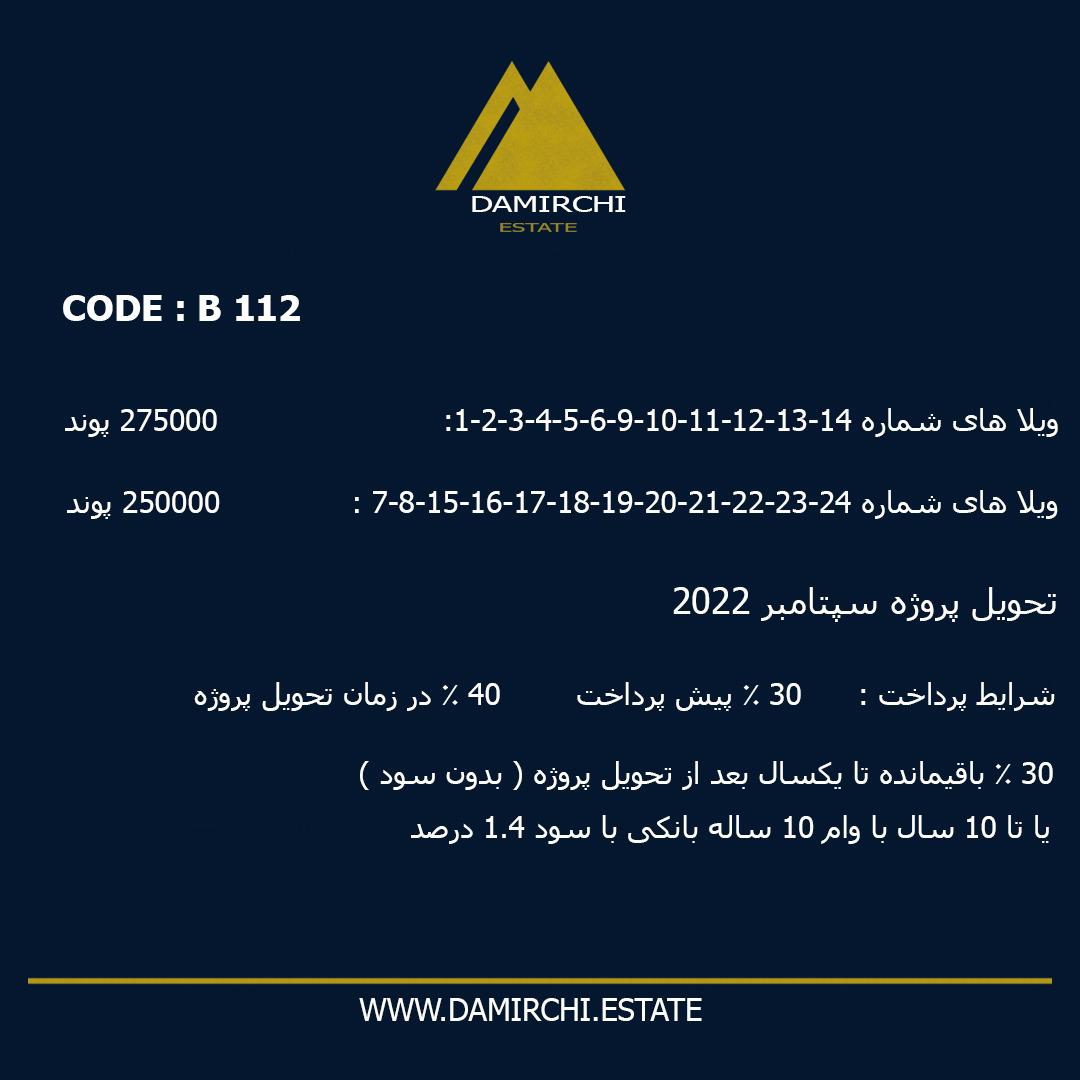 DAMIRCHI
ESTATE
CODE : B 112
ویلا های شماره 14-13-12-11-10-9-6-5-4-3-2-1: 275000 پوند
ویلا های شماره 24-23-22-21-20-19-18-17-16-15-8-7 : 250000 پوند
تحویل پروژه سپتامبر 2022
شرایط پرداخت : 30 ٪ پیش پرداخت 40 ٪ در زمان تحویل پروژه
30 ٪ باقیمانده تا یکسال بعد از تحویل پروژه ( بدون سود )
یا تا 10 سال با وام 10 ساله بانکی با سود 1.4 درصد
WWW.DAMIRCHI.ESTATE